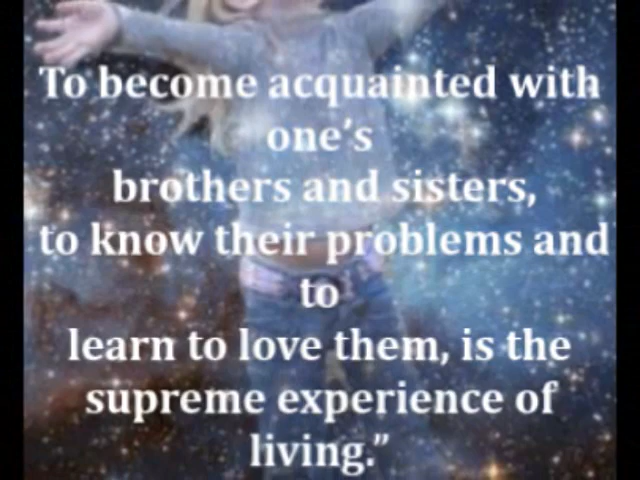 To become acquainted with
one’s
brothers and sisters,
to know their problems and
to
learn to love them, is the
supreme experience of
living.”